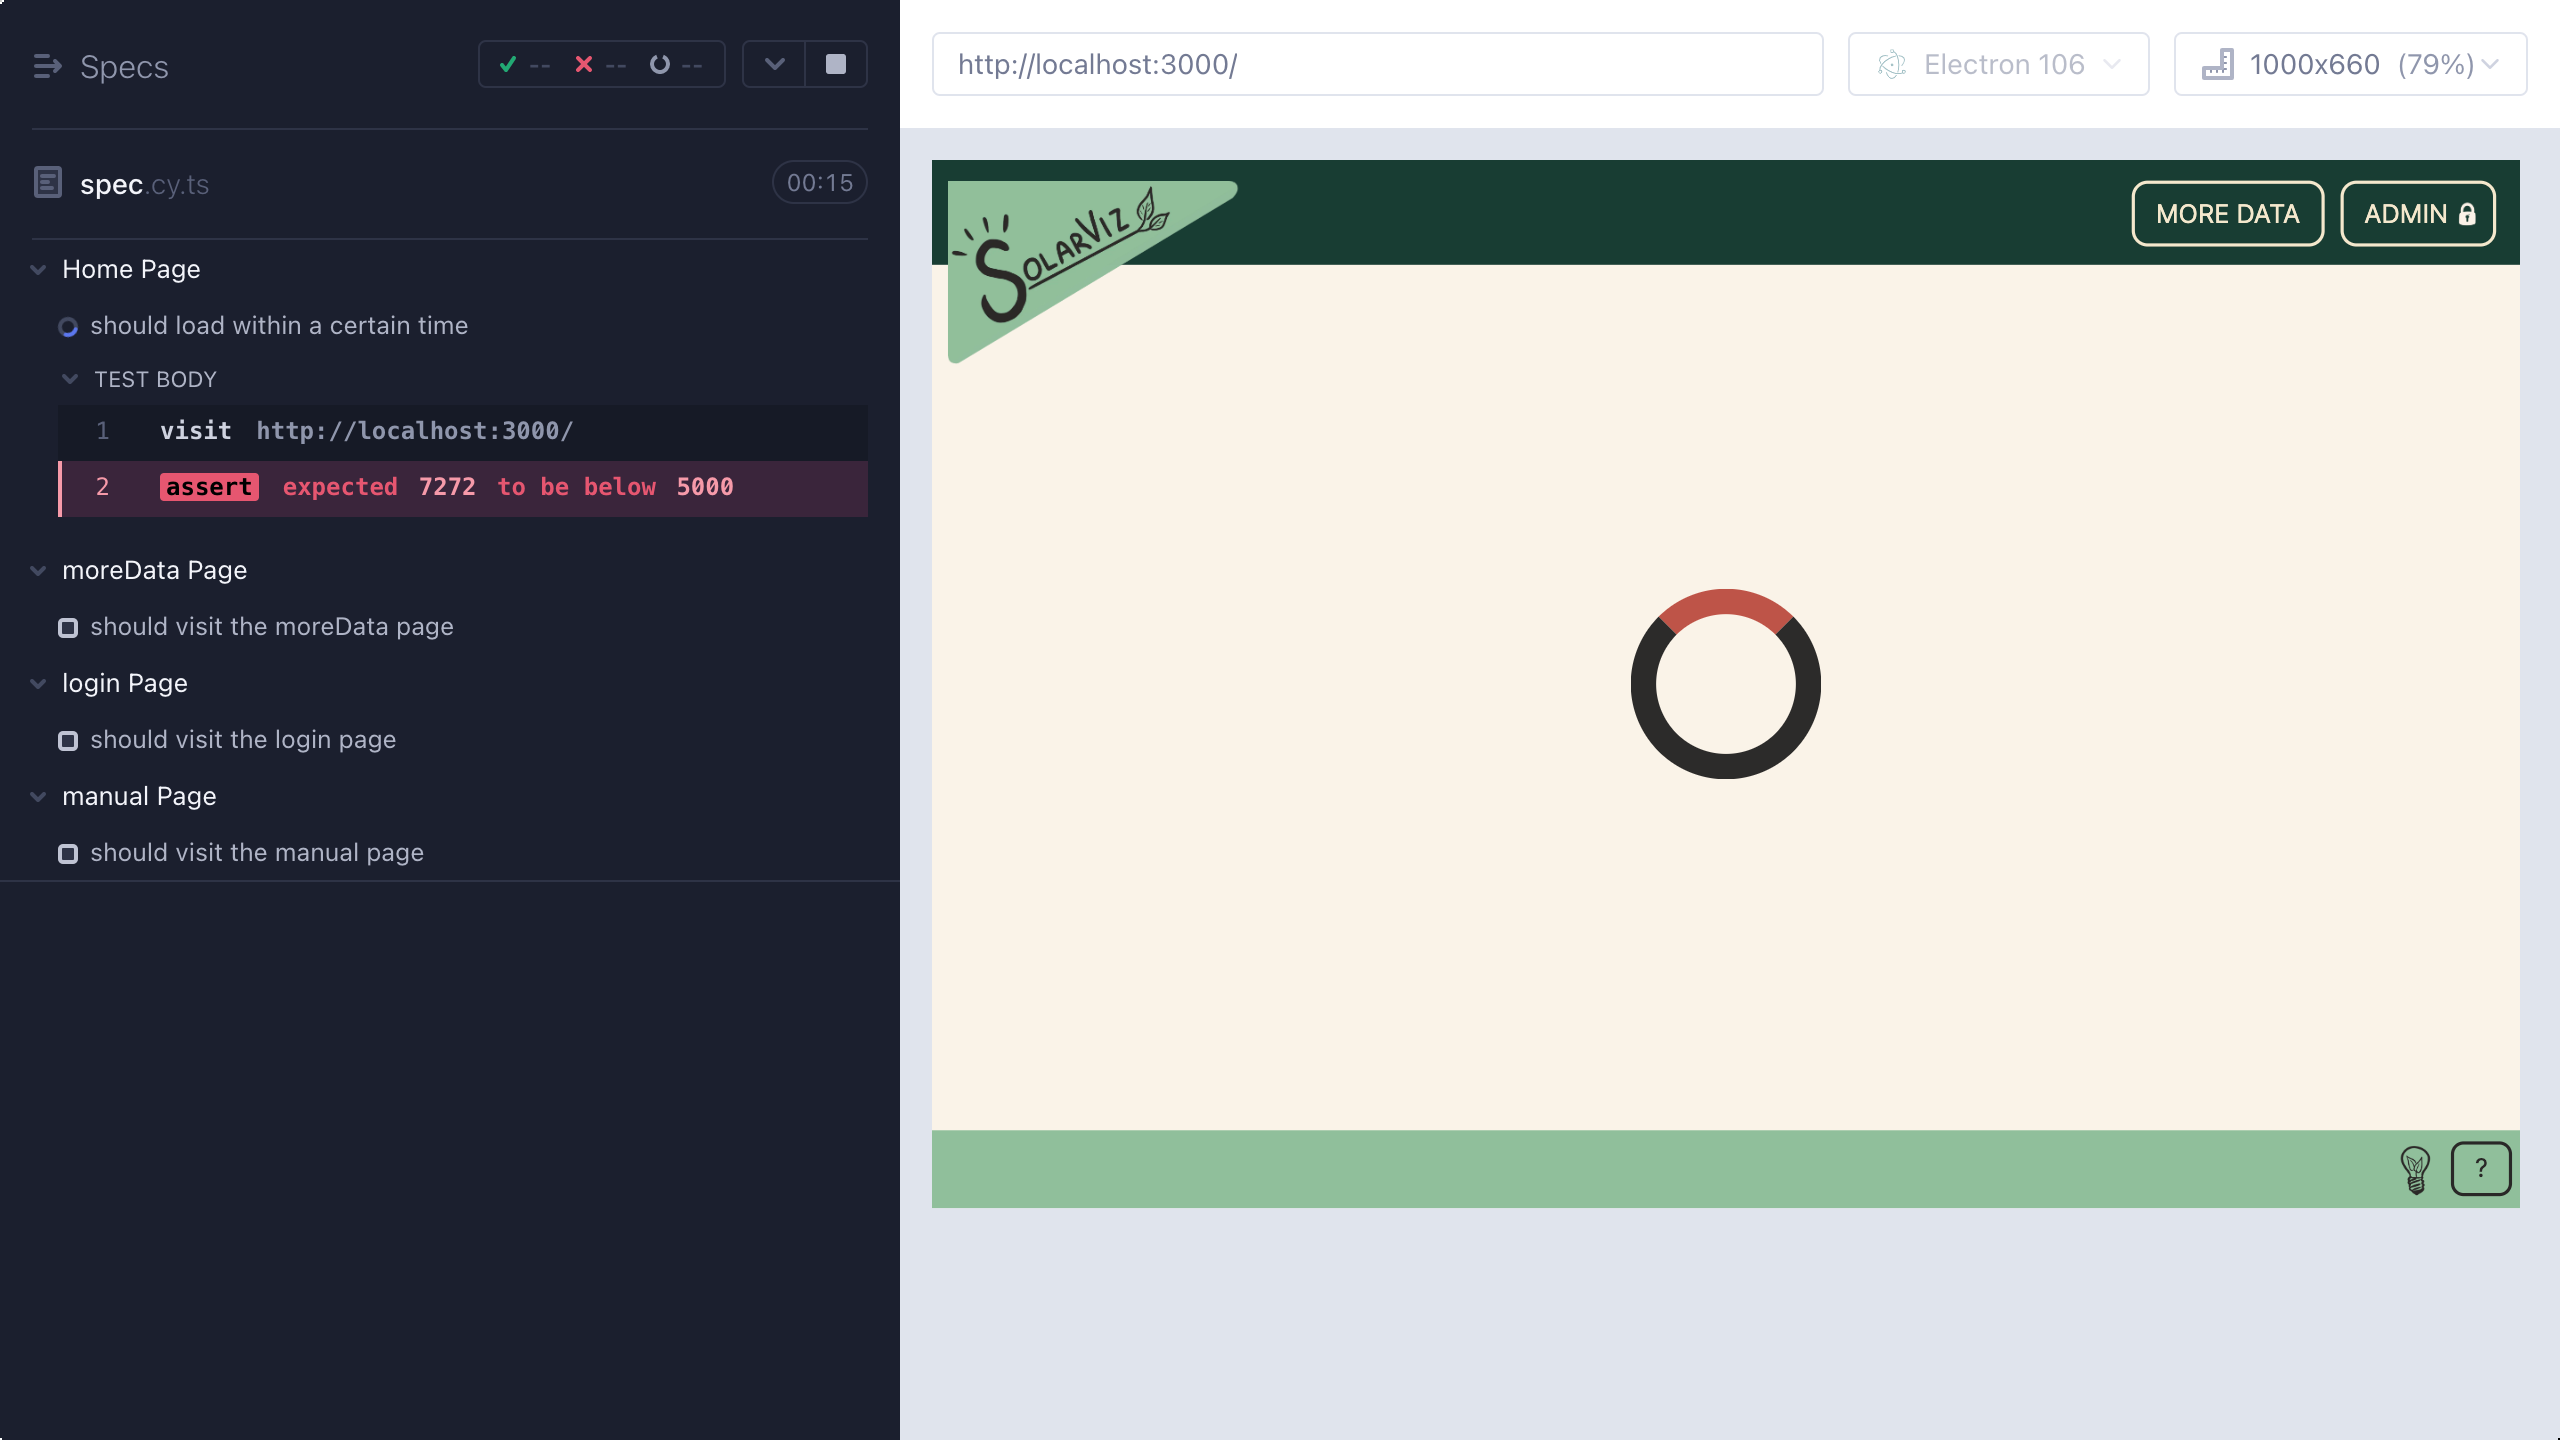 Specs
-- -- --
spec.cy.ts
00:15
Home Page
should load within a certain time
TEST BODY
1 visit http://localhost:3000/
2 assert expected 7272 to be below 5000
moreData Page
should visit the moreData page
login Page
should visit the login page
manual Page
should visit the manual page
http://localhost:3000/
Electron 106
1000x660 (79%)
SOLARVIZ
MORE DATA
ADMIN
?